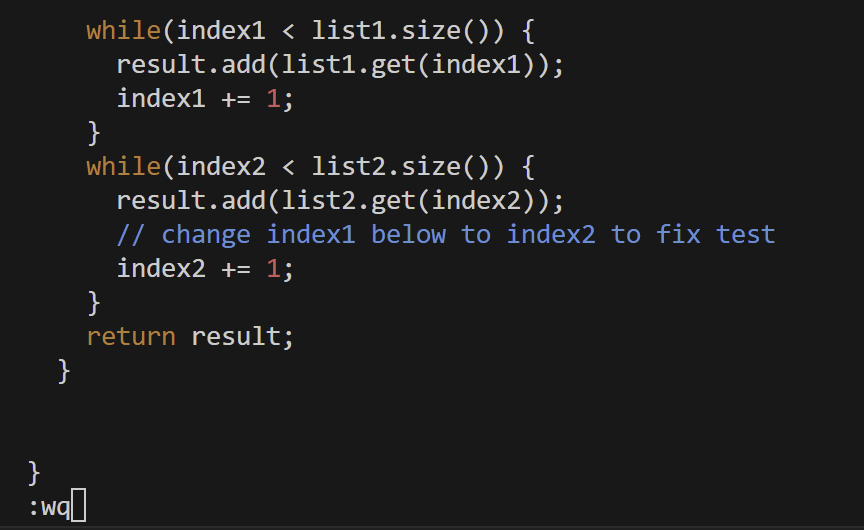 while(index1 < list1.size()) {
      result.add(list1.get(index1));
      index1 += 1;
    }
    while(index2 < list2.size()) {
      result.add(list2.get(index2));
      // change index1 below to index2 to fix test
      index2 += 1;
    }
    return result;
  }
}
:wq